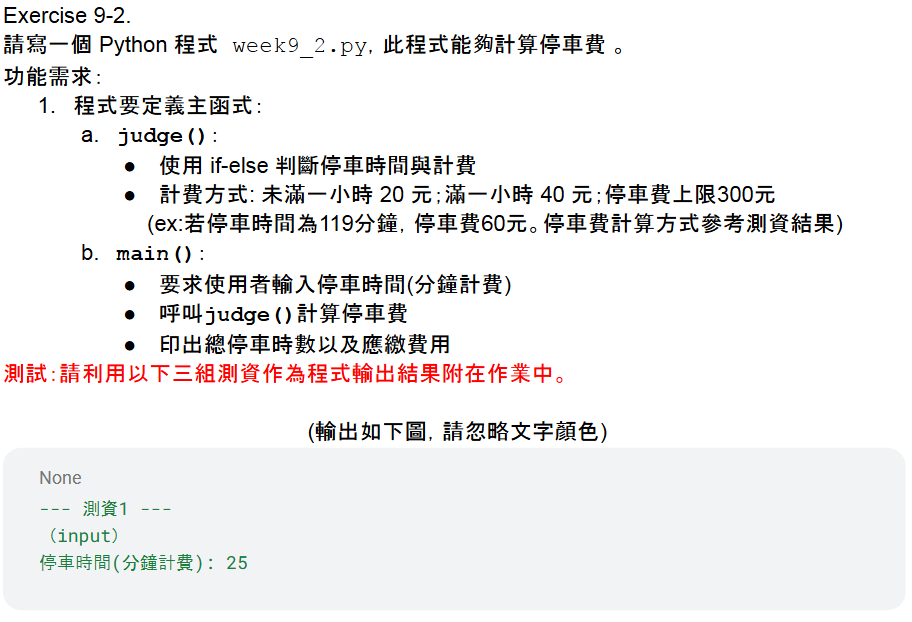 Exercise 9-2.
請寫一個 Python 程式 week9_2.py, 此程式能夠計算停車費 。
功能需求:
1. 程式要定義主函式:
a. judge():
● 使用 if-else 判斷停車時間與計費
● 計費方式: 未滿一小時 20 元;滿一小時 40 元;停車費上限300元
(ex:若停車時間為119分鐘, 停車費60元。停車費計算方式參考測資結果)
b. main():
● 要求使用者輸入停車時間(分鐘計費)
● 呼叫judge()計算停車費
● 印出總停車時數以及應繳費用
測試:請利用以下三組測資作為程式輸出結果附在作業中。
(輸出如下圖, 請忽略文字顏色)
None
--- 測資1 ---
（input）
停車時間(分鐘計費): 25